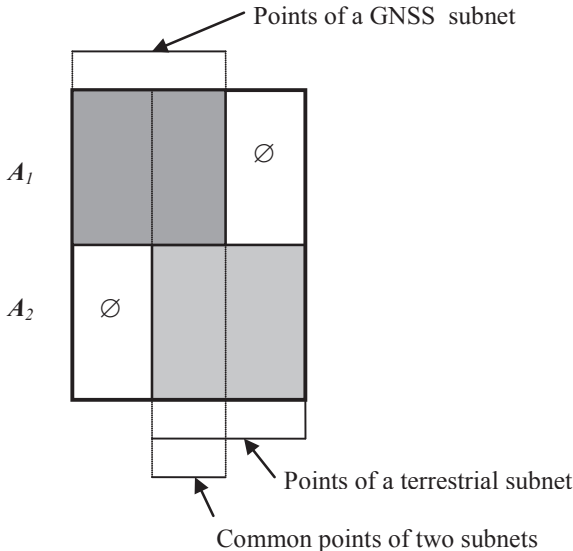 Points of a GNSS subnet
A1
∅
A2
∅
Points of a terrestrial subnet
Common points of two subnets